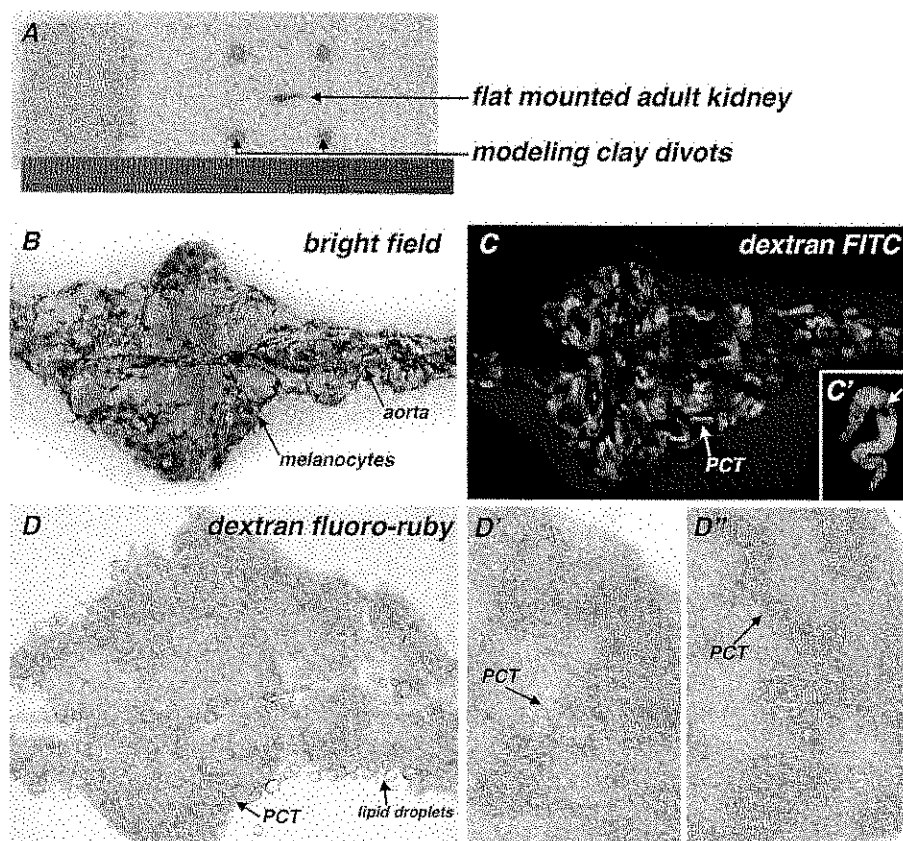 A
flat mounted adult kidney
modeling clay divots
B
bright field
aorta
melanocytes
C
dextran FITC
C'
PCT
D
dextran fluoro-ruby
PCT
lipid droplets
D'
PCT
D"
PCT